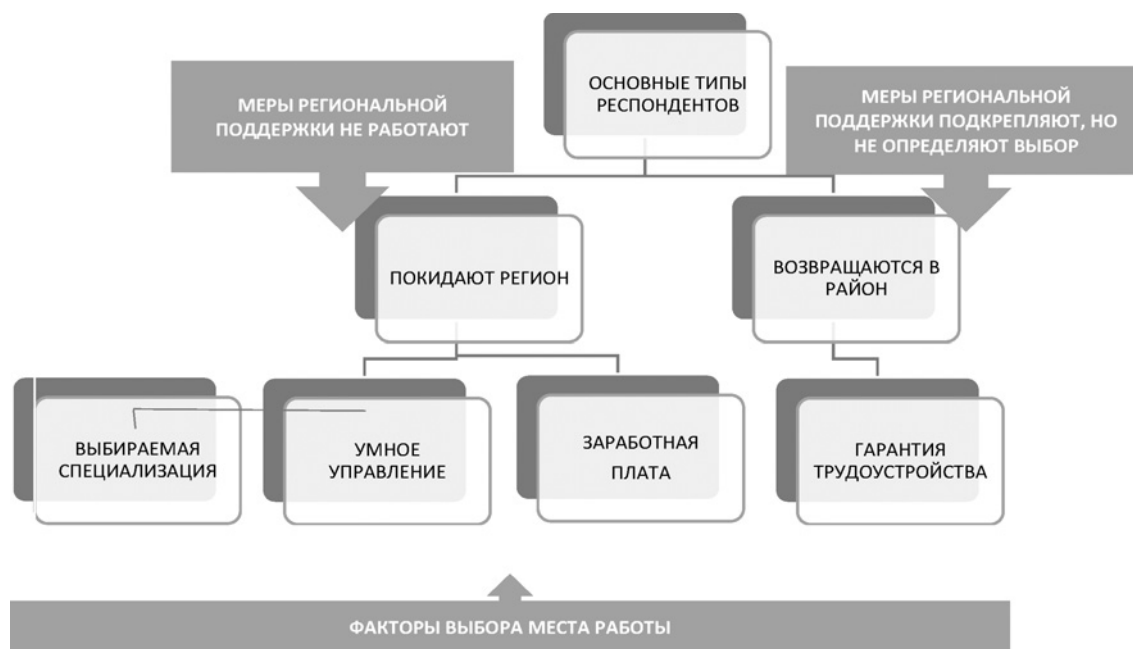 ОСНОВНЫЕ ТИПЫ
РЕСПОНДЕНТОВ
МЕРЫ РЕГИОНАЛЬНОЙ
ПОДДЕРЖКИ НЕ РАБОТАЮТ
МЕРЫ РЕГИОНАЛЬНОЙ
ПОДДЕРЖКИ ПОДКРЕПЛЯЮТ, НО
НЕ ОПРЕДЕЛЯЮТ ВЫБОР
ПОКИДАЮТ РЕГИОН
ВОЗВРАЩАЮТСЯ В
РАЙОН
ВЫБИРАЕМАЯ
СПЕЦИАЛИЗАЦИЯ
УМНОЕ
УПРАВЛЕНИЕ
ЗАРАБОТНАЯ
ПЛАТА
ГАРАНТИЯ
ТРУДОУСТРОЙСТВА
ФАКТОРЫ ВЫБОРА МЕСТА РАБОТЫ